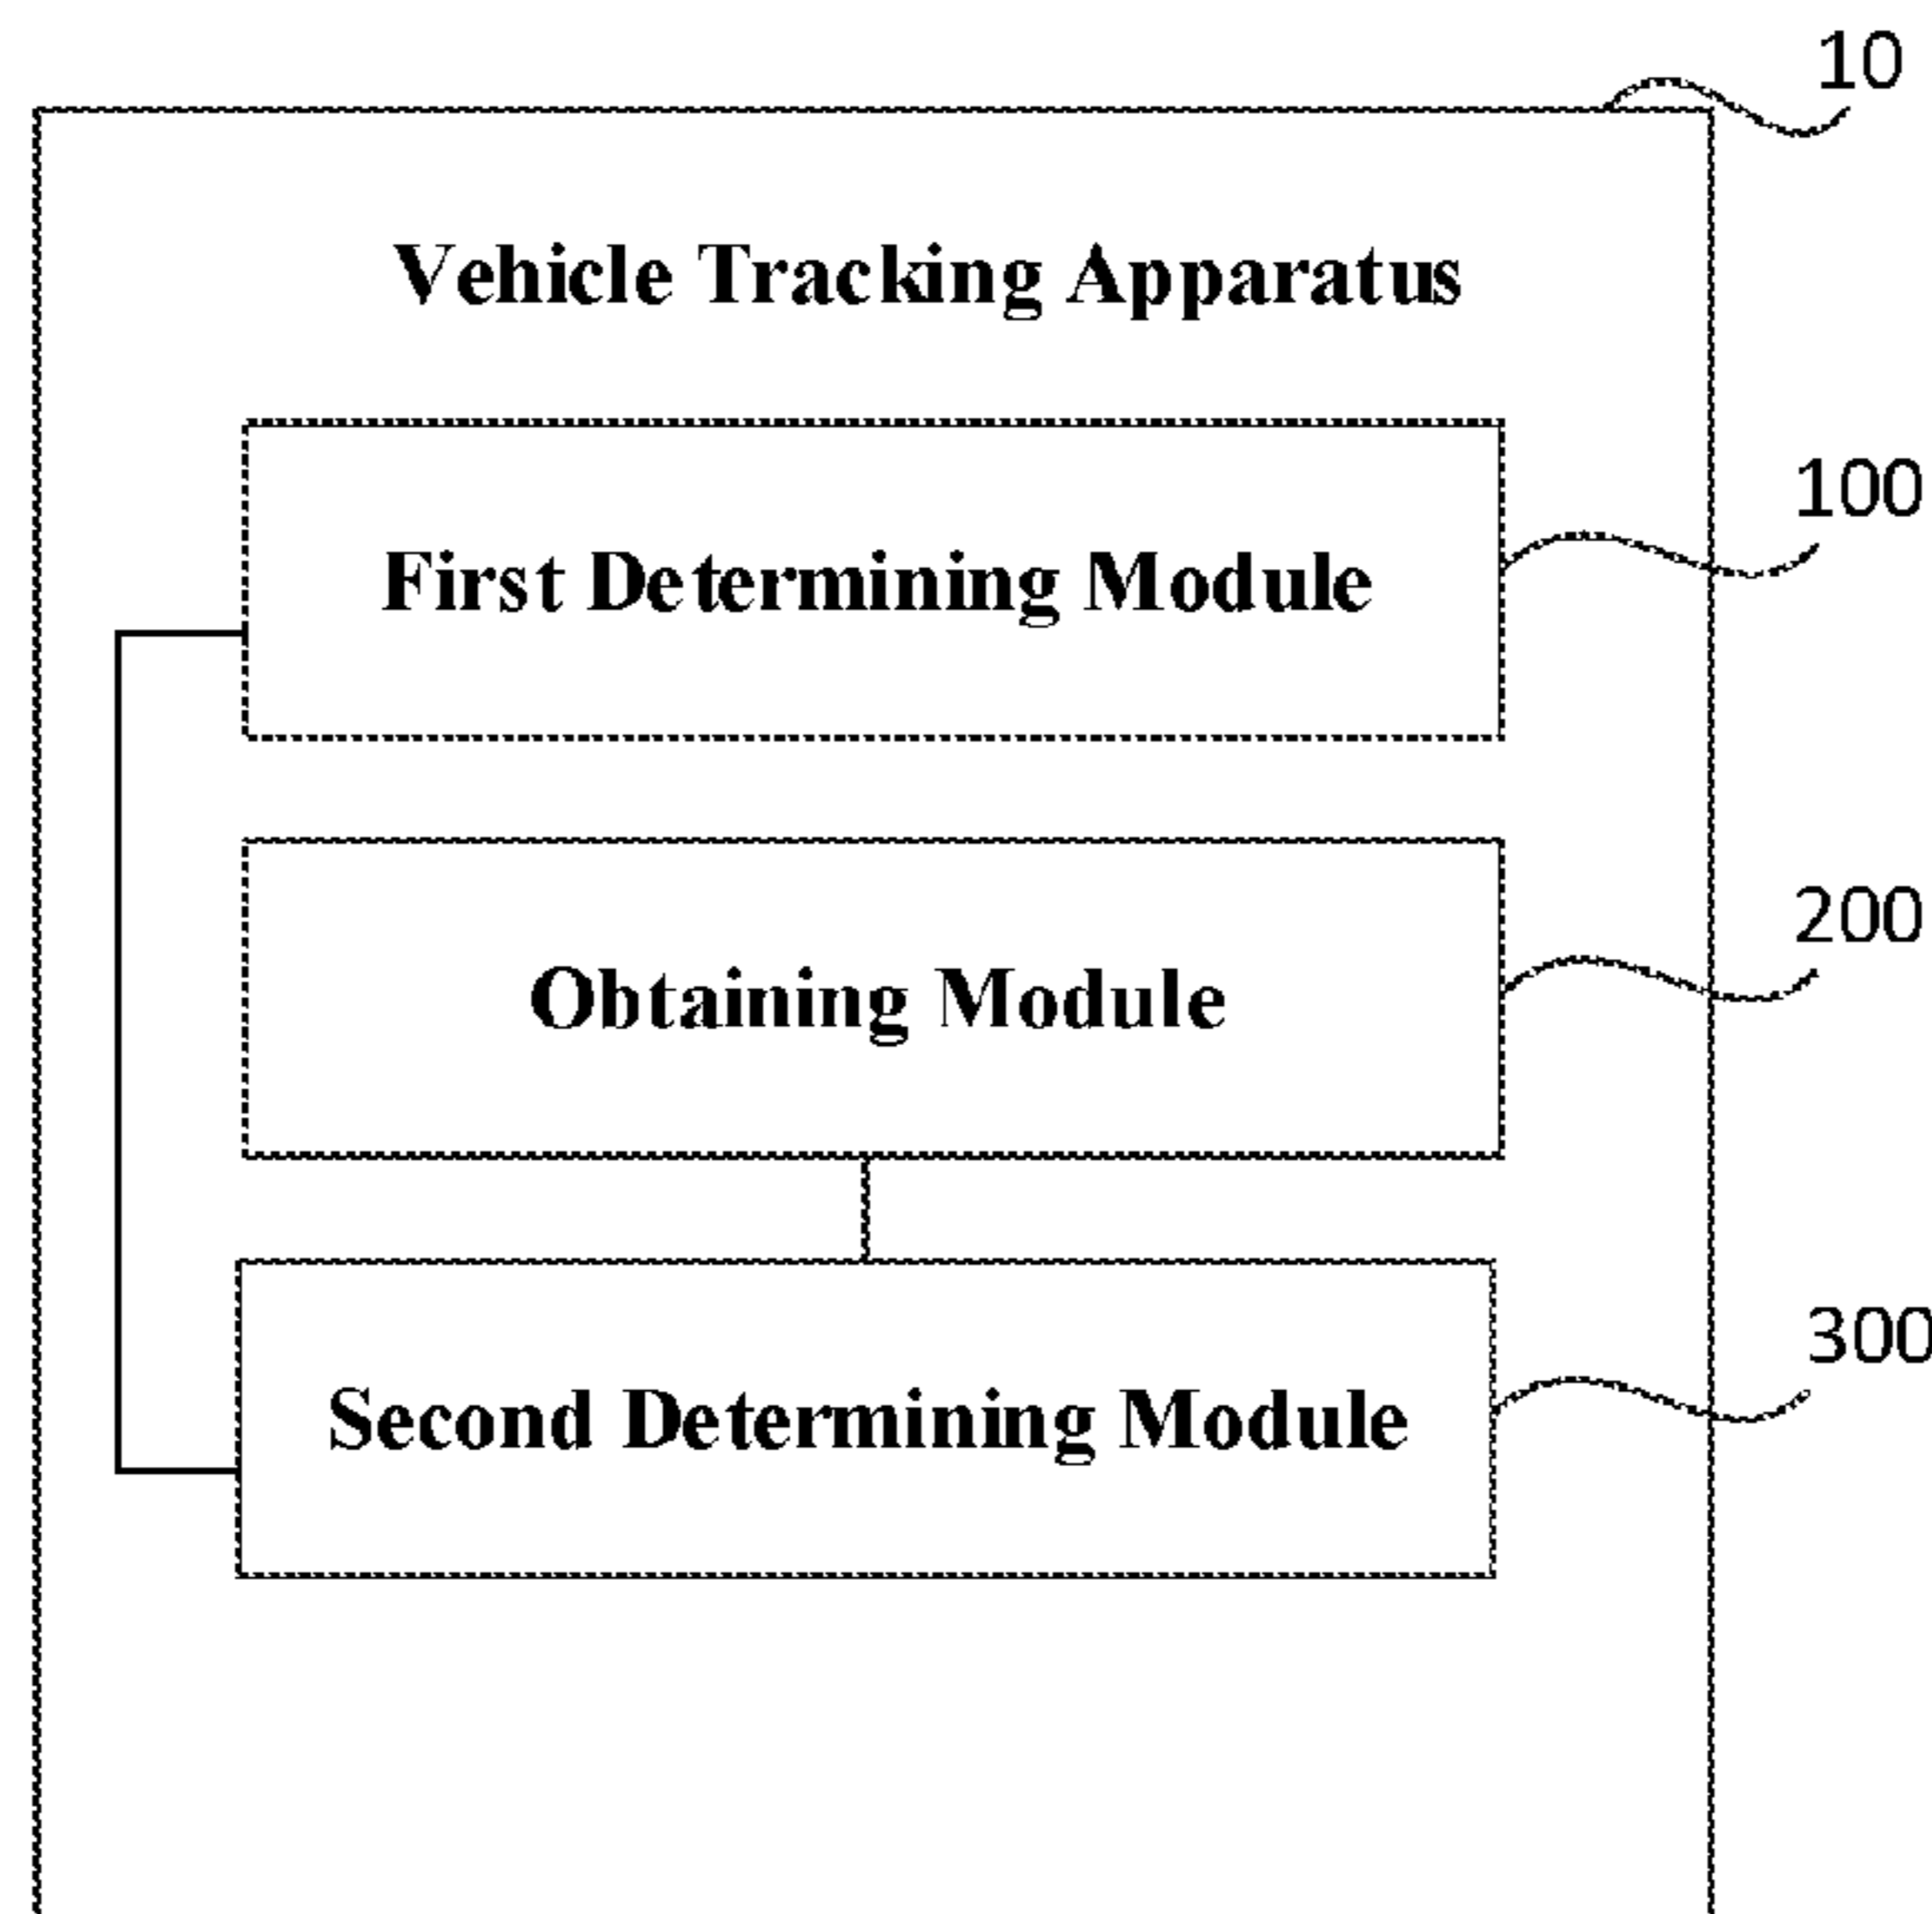 10
Vehicle Tracking Apparatus
100
First Determining Module
200
Obtaining Module
300
Second Determining Module